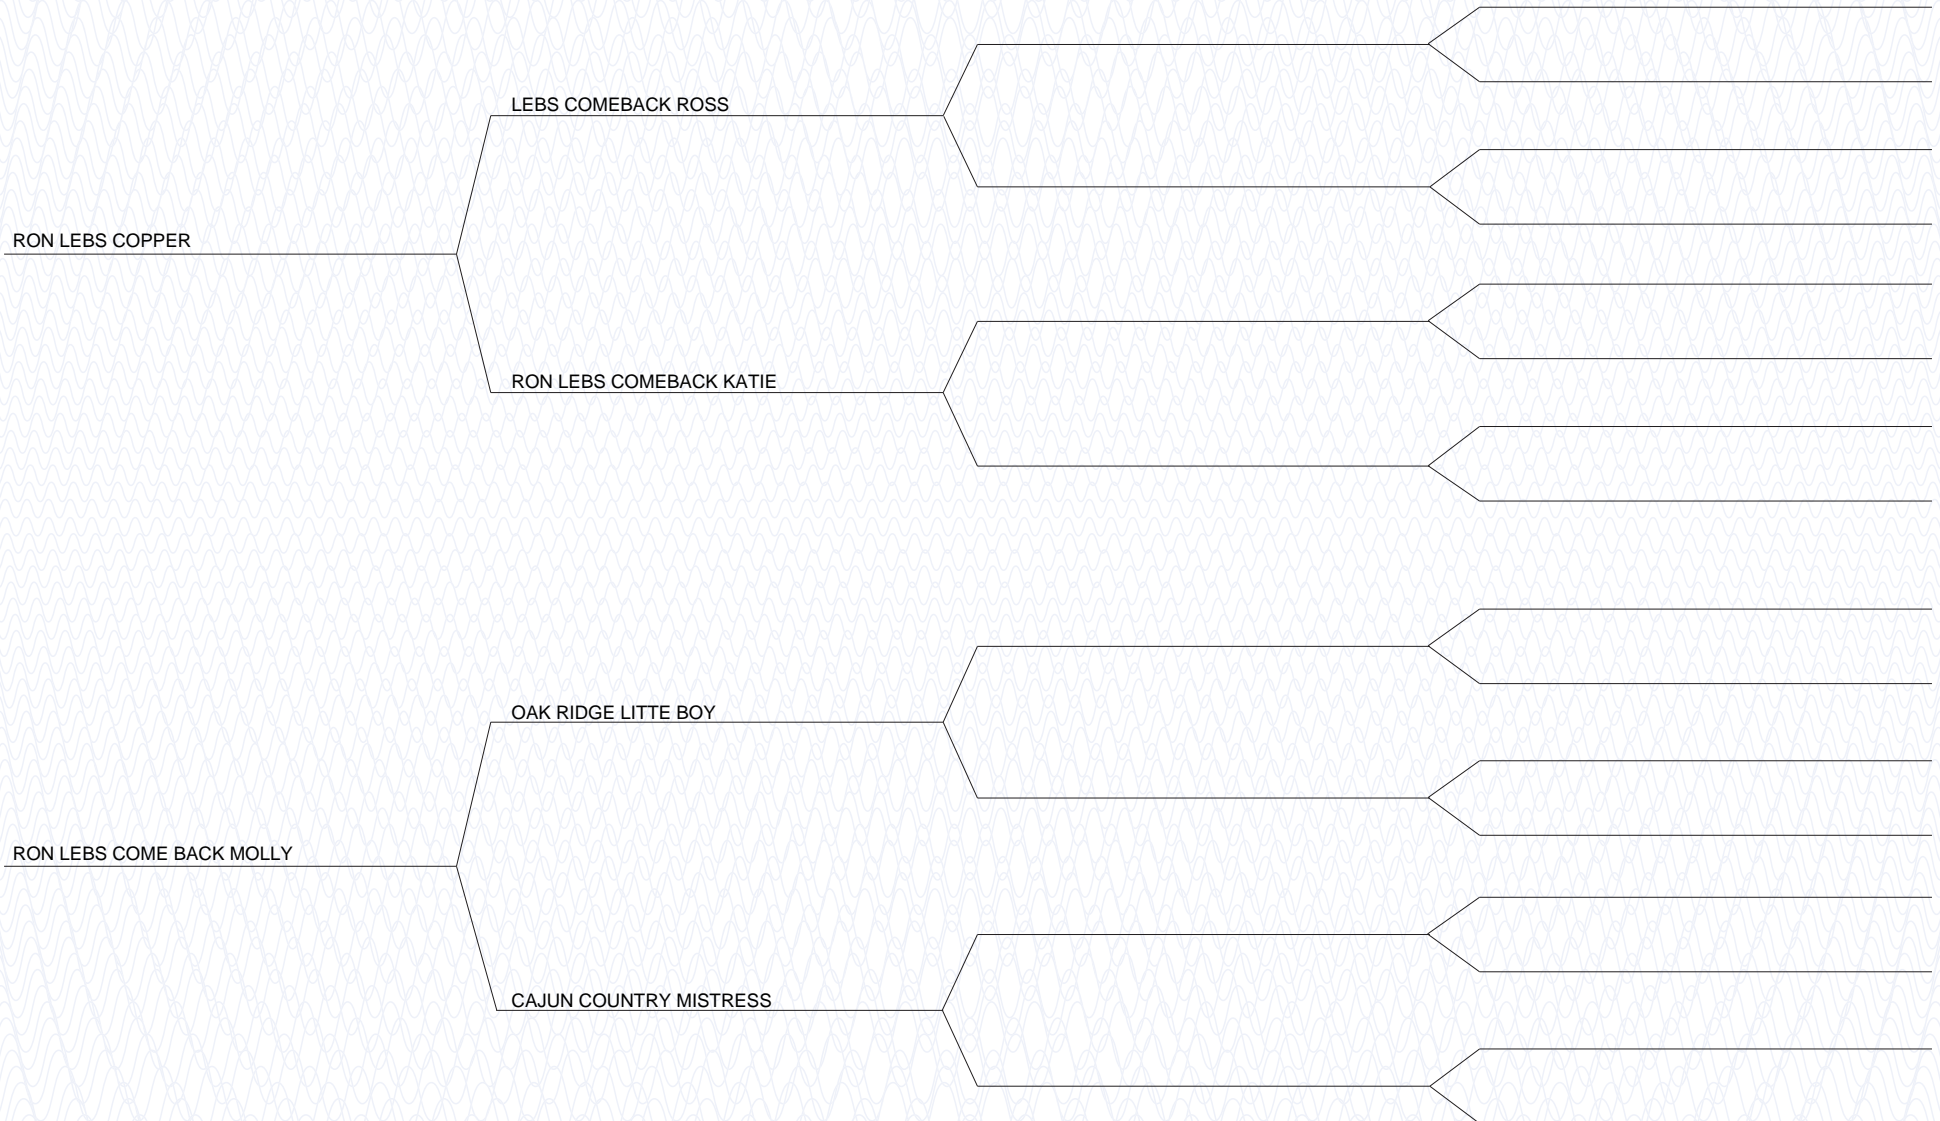 LEBS COMEBACK ROSS
RON LEBS COPPER
RON LEBS COMEBACK KATIE
OAK RIDGE LITTE BOY
RON LEBS COME BACK MOLLY
CAJUN COUNTRY MISTRESS